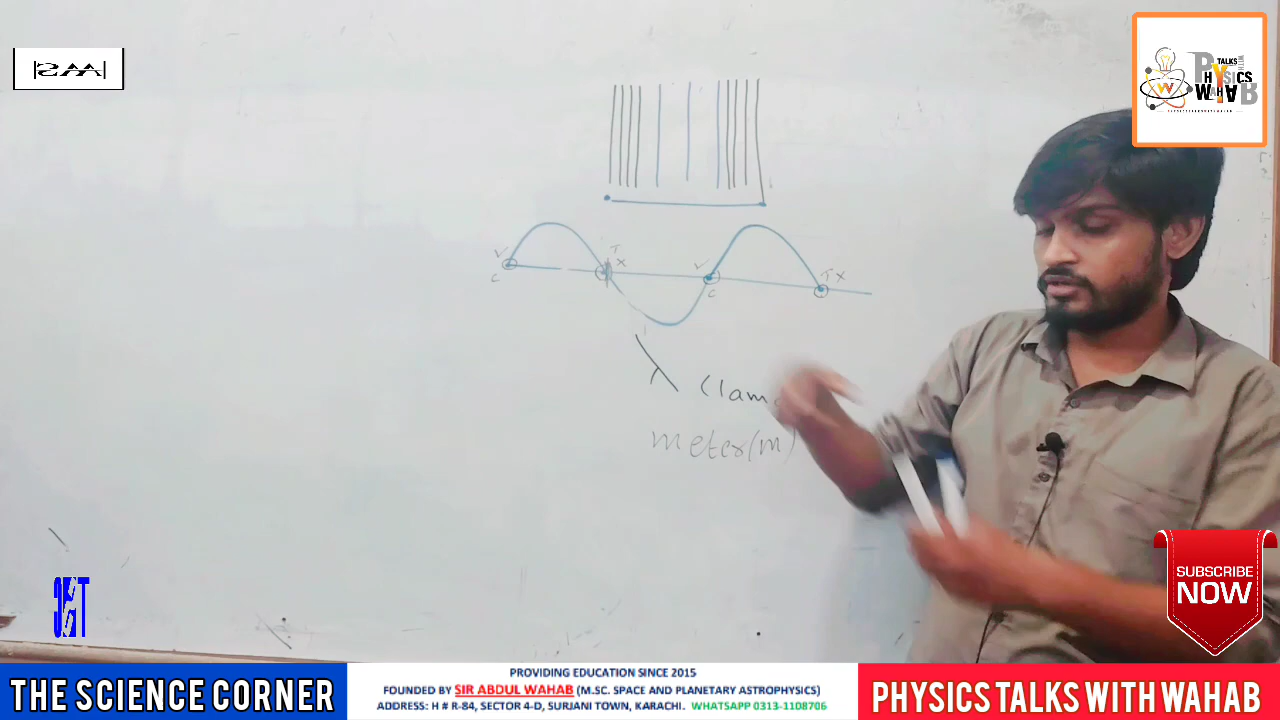 PHYSICS
TALKS WITH
WAHAB
C
T
X
C
T X
λ (lam
meter(m)
SUBSCRIBE
NOW
THE SCIENCE CORNER
PROVIDING EDUCATION SINCE 2015
FOUNDED BY SIR ABDUL WAHAB (M.SC. SPACE AND PLANETARY ASTROPHYSICS)
ADDRESS: H # R-84, SECTOR 4-D, SURJANI TOWN, KARACHI. WHATSAPP 0313-1108706
PHYSICS TALKS WITH WAHAB